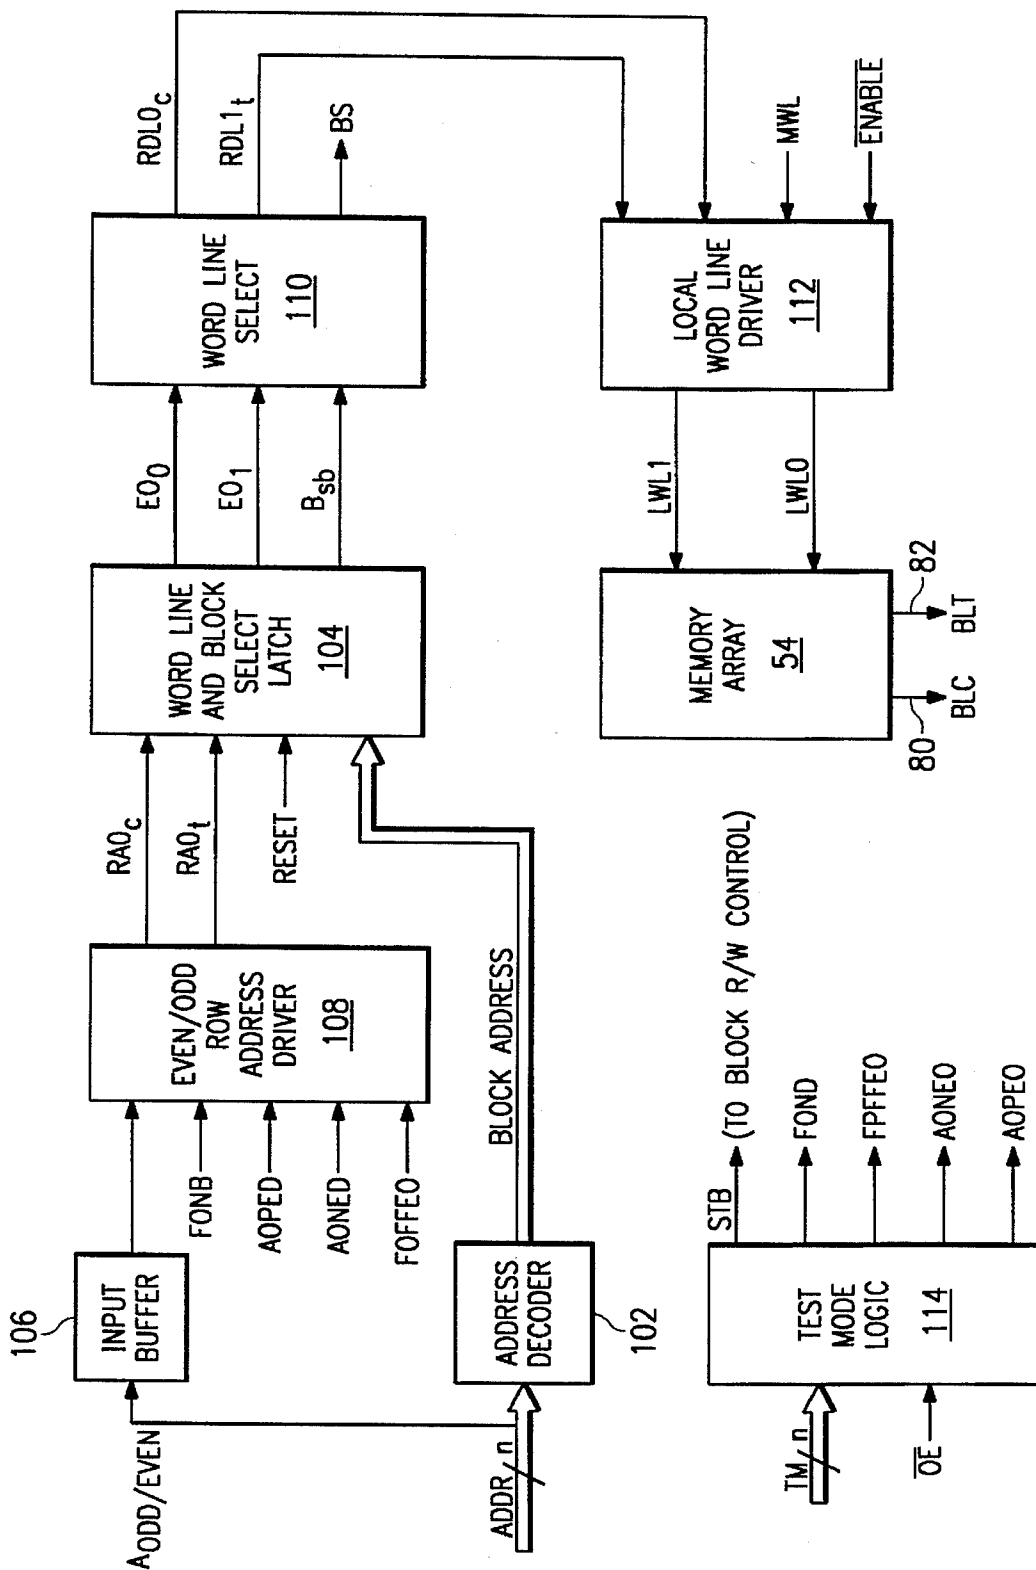 A_ODD/EVEN
106
INPUT
BUFFER
FONB
AOPED
AONED
FOFFEO
EVEN/ODD
ROW
ADDRESS
DRIVER
108
RA0_c
RA0_t
RESET
WORD LINE
AND BLOCK
SELECT
LATCH
104
EO_0
EO_1
B_sb
WORD LINE
SELECT
110
RDL0_c
RDL1_t
BS
ADDR
n
ADDRESS
DECODER
102
BLOCK ADDRESS
MEMORY
ARRAY
54
80
BLC
82
BLT
LWL1
LWL0
LOCAL
WORD LINE
DRIVER
112
MWL
E̅N̅A̅B̅L̅E̅
TM
n
O̅E̅
TEST
MODE
LOGIC
114
STB
(TO BLOCK R/W CONTROL)
FOND
FPFFEO
AONEO
AOPEO